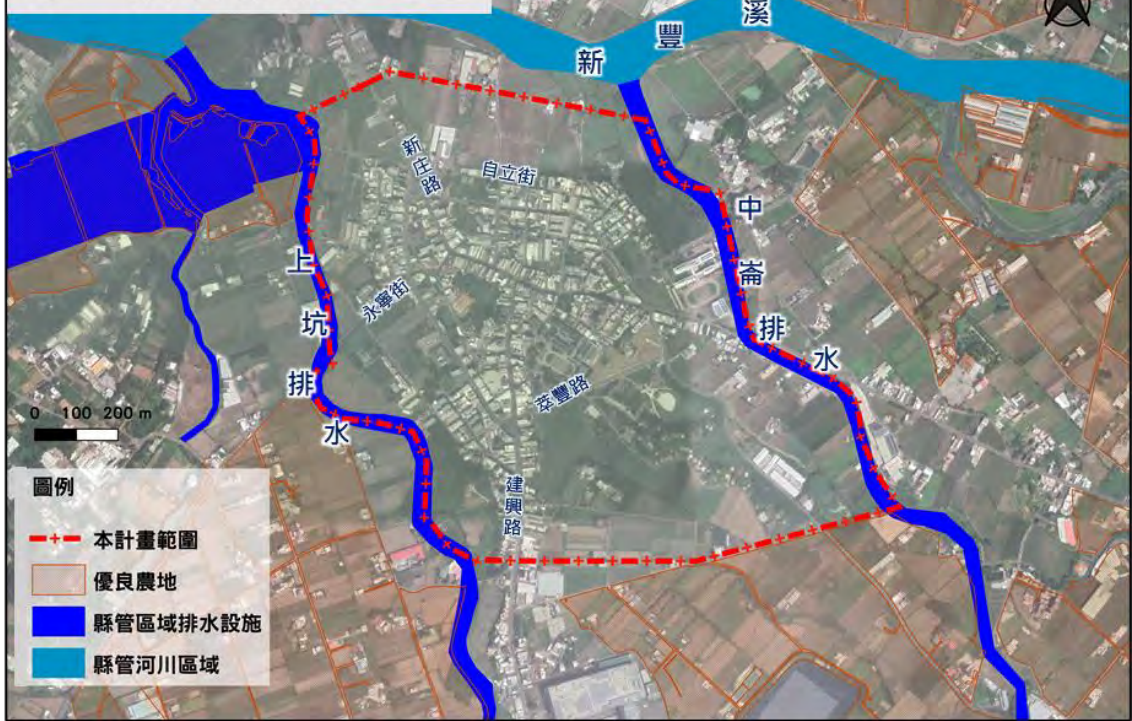 溪
豐
新
新庄路
自立街
中崙排水
上坑排水
永寧街
萃豐路
建興路
0 100 200 m
圖例
本計畫範圍
優良農地
縣管區域排水設施
縣管河川區域